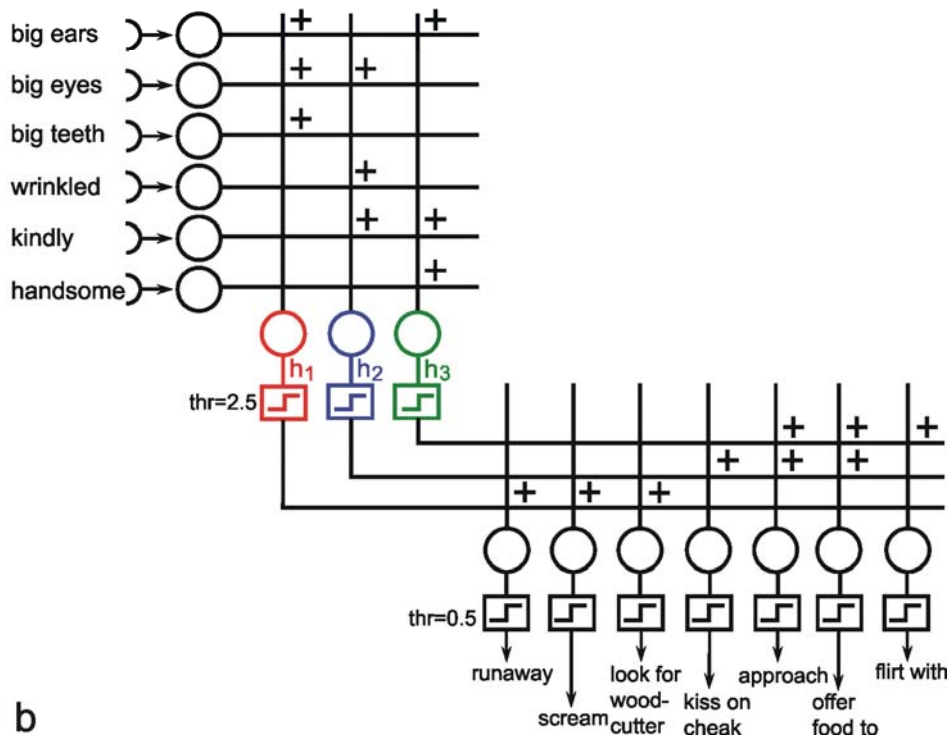 big ears
big eyes
big teeth
wrinkled
kindly
handsome
+ +
+ +
+
+
+ +
+
h1 h2 h3
thr=2.5
+ + +
+ + +
+ + +
thr=0.5
runaway
scream
look for
wood-
cutter
kiss on
cheak
approach
offer
food to
flirt with
b